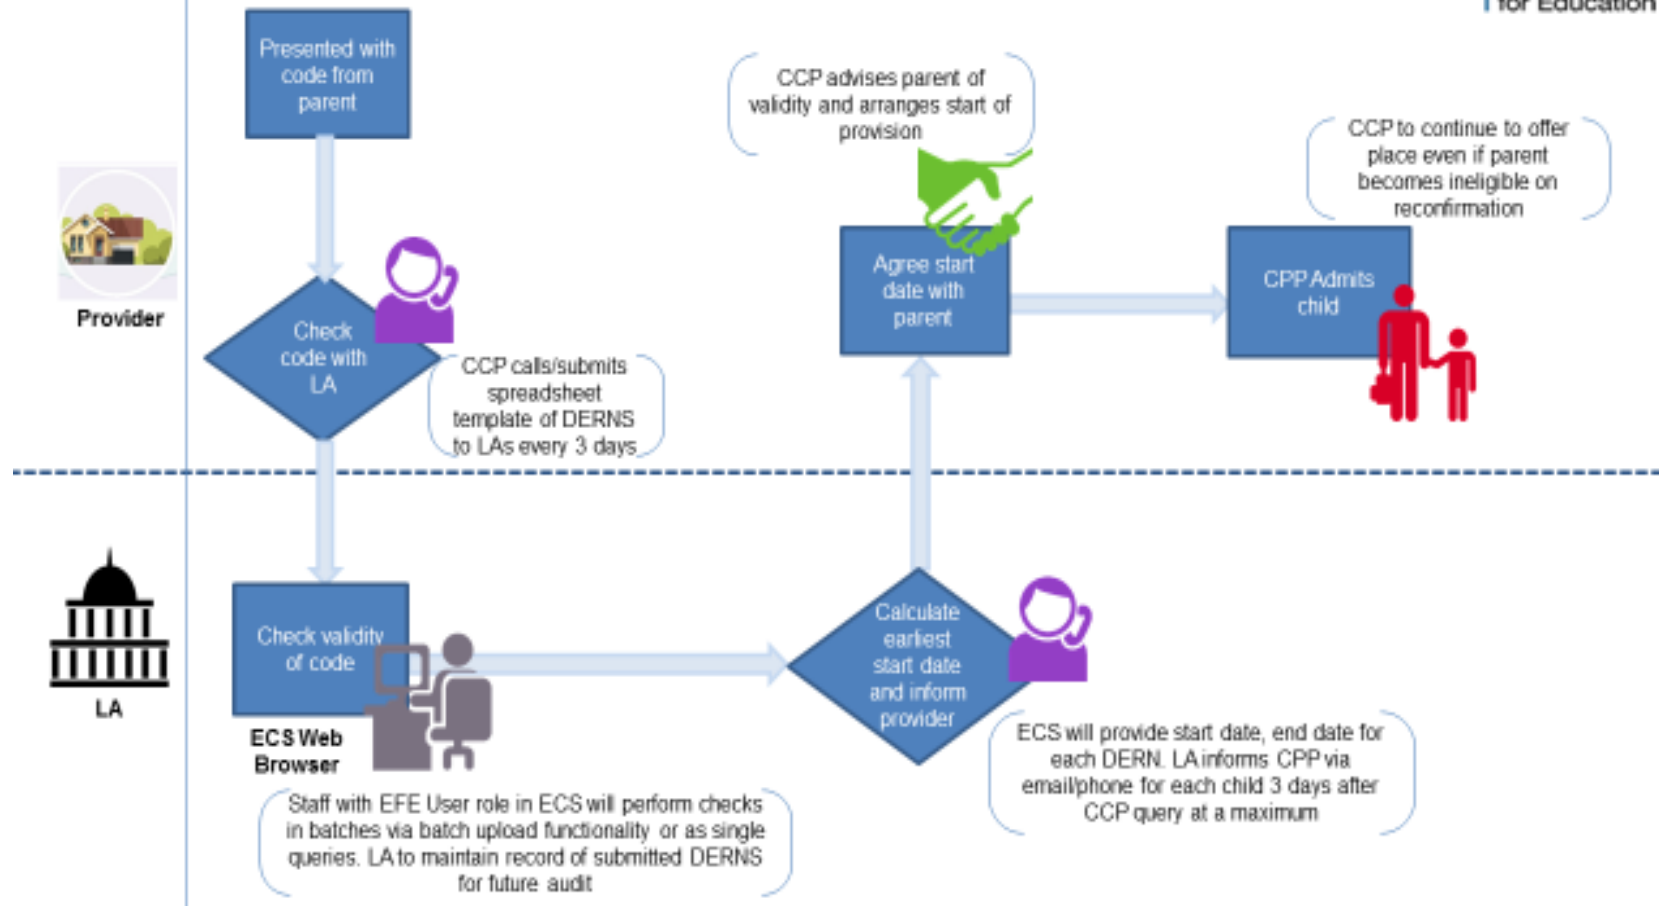 for Education
Presented with
code from
parent
CCP advises parent of
validity and arranges start of
provision
CCP to continue to offer
place even if parent
becomes ineligible on
reconfirmation
Provider
Check
code with
LA
CCP calls/submits
spreadsheet
template of DERNS
to LAs every 3 days
Agree start
date with
parent
CPP Admits
child
LA
Check validity
of code
ECS Web
Browser
Staff with EFE User role in ECS will perform checks
in batches via batch upload functionality or as single
queries. LA to maintain record of submitted DERNS
for future audit
Calculate
earliest
start date
and inform
provider
ECS will provide start date, end date for
each DERN. LA informs CPP via
email/phone for each child 3 days after
CCP query at a maximum